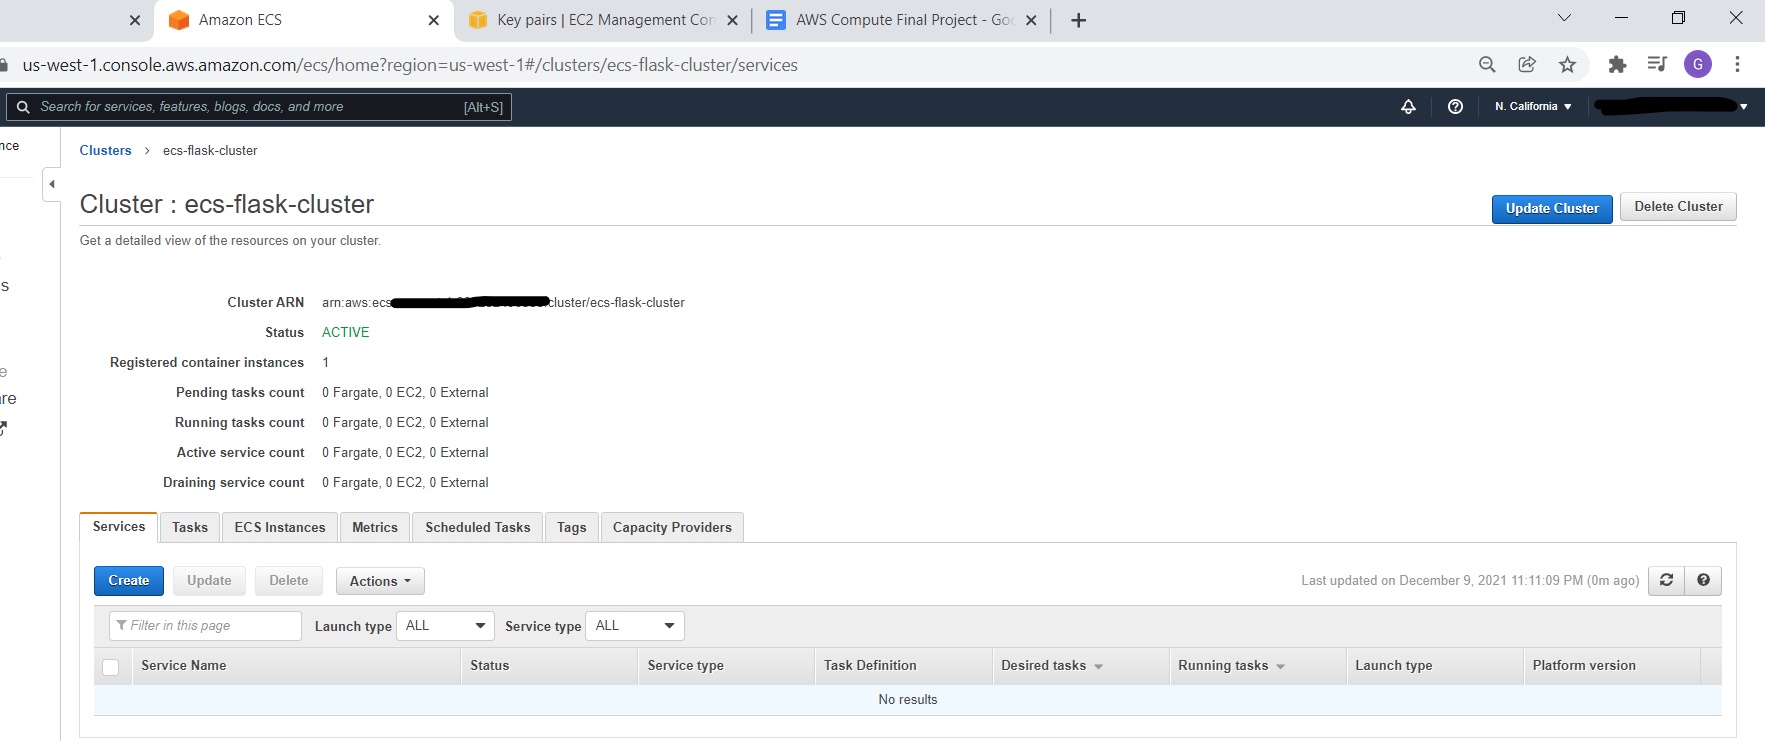 Amazon ECS
Key pairs | EC2 Management Con
AWS Compute Final Project - Goo
us-west-1.console.aws.amazon.com/ecs/home?region=us-west-1#/clusters/ecs-flask-cluster/services
G
Search for services, features, blogs, docs, and more [Alt+S]
N. California
nce
Clusters > ecs-flask-cluster
Cluster : ecs-flask-cluster
Update Cluster Delete Cluster
Get a detailed view of the resources on your cluster.
s
Cluster ARN arn:aws:ecs cluster/ecs-flask-cluster
Status ACTIVE
Registered container instances 1
e
Pending tasks count 0 Fargate, 0 EC2, 0 External
re
Running tasks count 0 Fargate, 0 EC2, 0 External
Active service count 0 Fargate, 0 EC2, 0 External
Draining service count 0 Fargate, 0 EC2, 0 External
Services Tasks ECS Instances Metrics Scheduled Tasks Tags Capacity Providers
Create Update Delete Actions Last updated on December 9, 2021 11:11:09 PM (0m ago)
Filter in this page Launch type ALL Service type ALL
Service Name Status Service type Task Definition Desired tasks Running tasks Launch type Platform version
No results